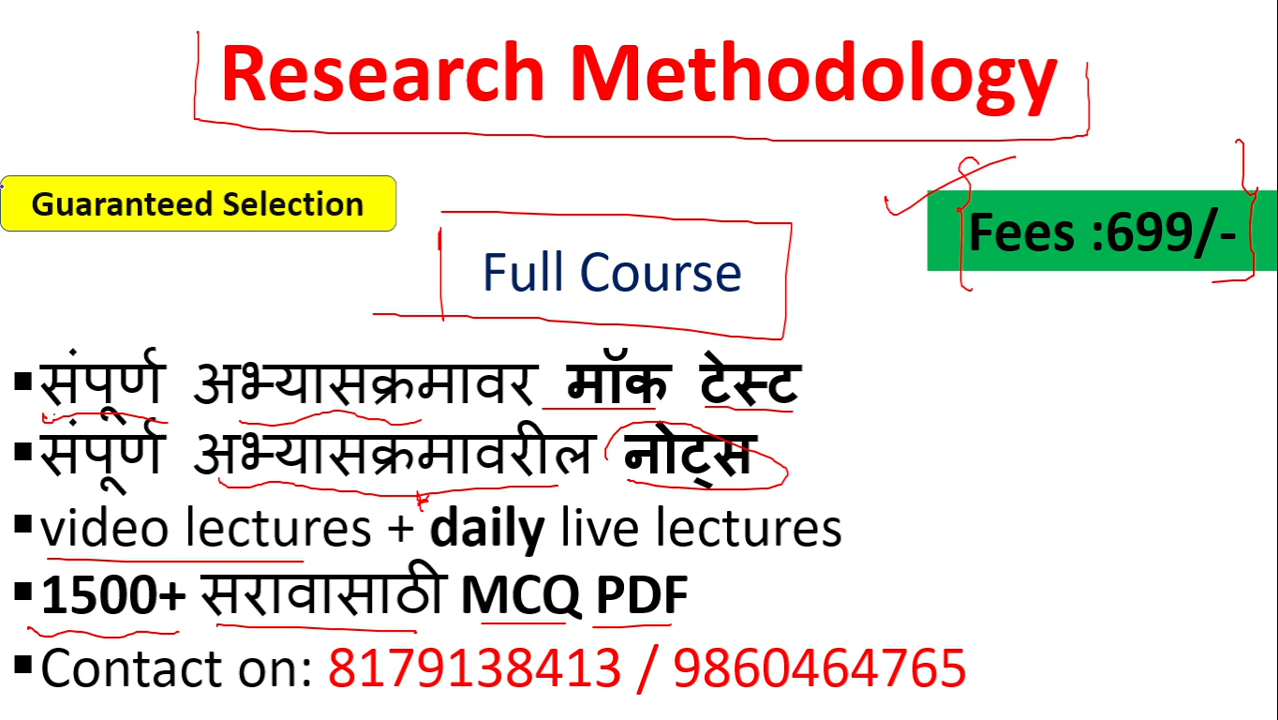 Research Methodology
Guaranteed Selection
Fees :699/-
Full Course
▪संपूर्ण अभ्यासक्रमावर मॉक टेस्ट
▪संपूर्ण अभ्यासक्रमावरील नोट्स
▪video lectures + daily live lectures
▪1500+ सरावासाठी MCQ PDF
▪Contact on: 8179138413 / 9860464765